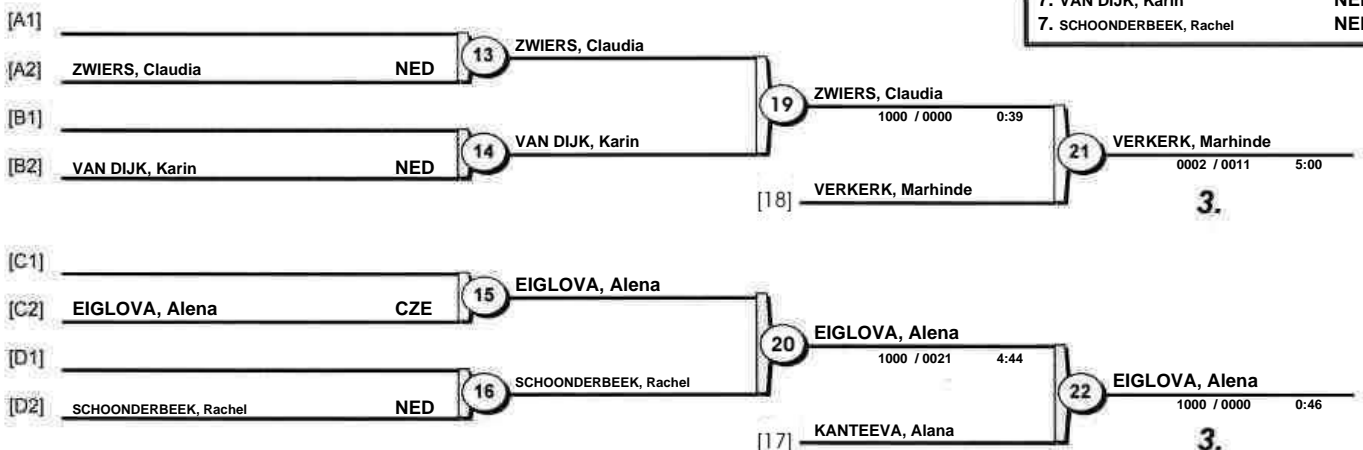 7. VAN DIJK, Karin NED
7. SCHOONDERBEEK, Rachel NED
[A1]
[A2] ZWIERS, Claudia NED
13 ZWIERS, Claudia
[B1]
[B2] VAN DIJK, Karin NED
14 VAN DIJK, Karin
19 ZWIERS, Claudia
1000 / 0000 0:39
[18] VERKERK, Marhinde
21 VERKERK, Marhinde
0002 / 0011 5:00
3.
[C1]
[C2] EIGLOVA, Alena CZE
15 EIGLOVA, Alena
[D1]
[D2] SCHOONDERBEEK, Rachel NED
16 SCHOONDERBEEK, Rachel
20 EIGLOVA, Alena
1000 / 0021 4:44
[17] KANTEEVA, Alana
22 EIGLOVA, Alena
1000 / 0000 0:46
3.